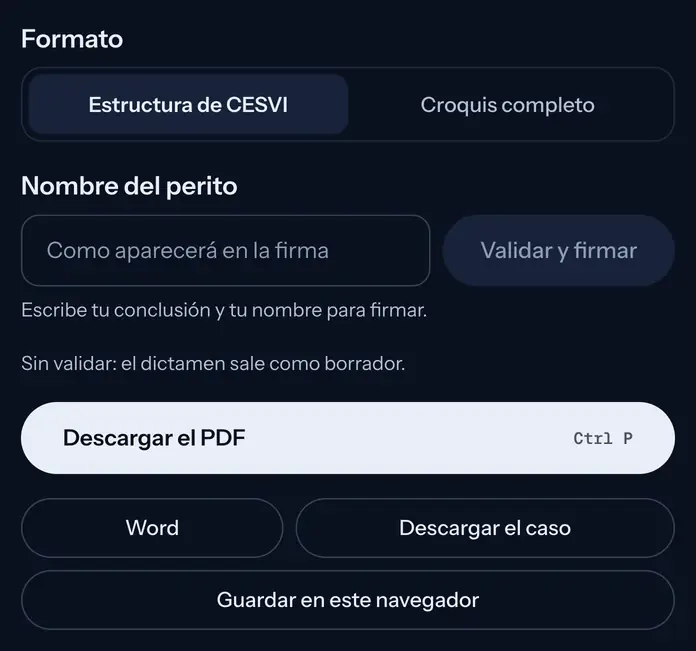 Formato
Estructura de CESVI
Croquis completo
Nombre del perito
Como aparecerá en la firma
Validar y firmar
Escribe tu conclusión y tu nombre para firmar.
Sin validar: el dictamen sale como borrador.
Descargar el PDF
Ctrl P
Word
Descargar el caso
Guardar en este navegador